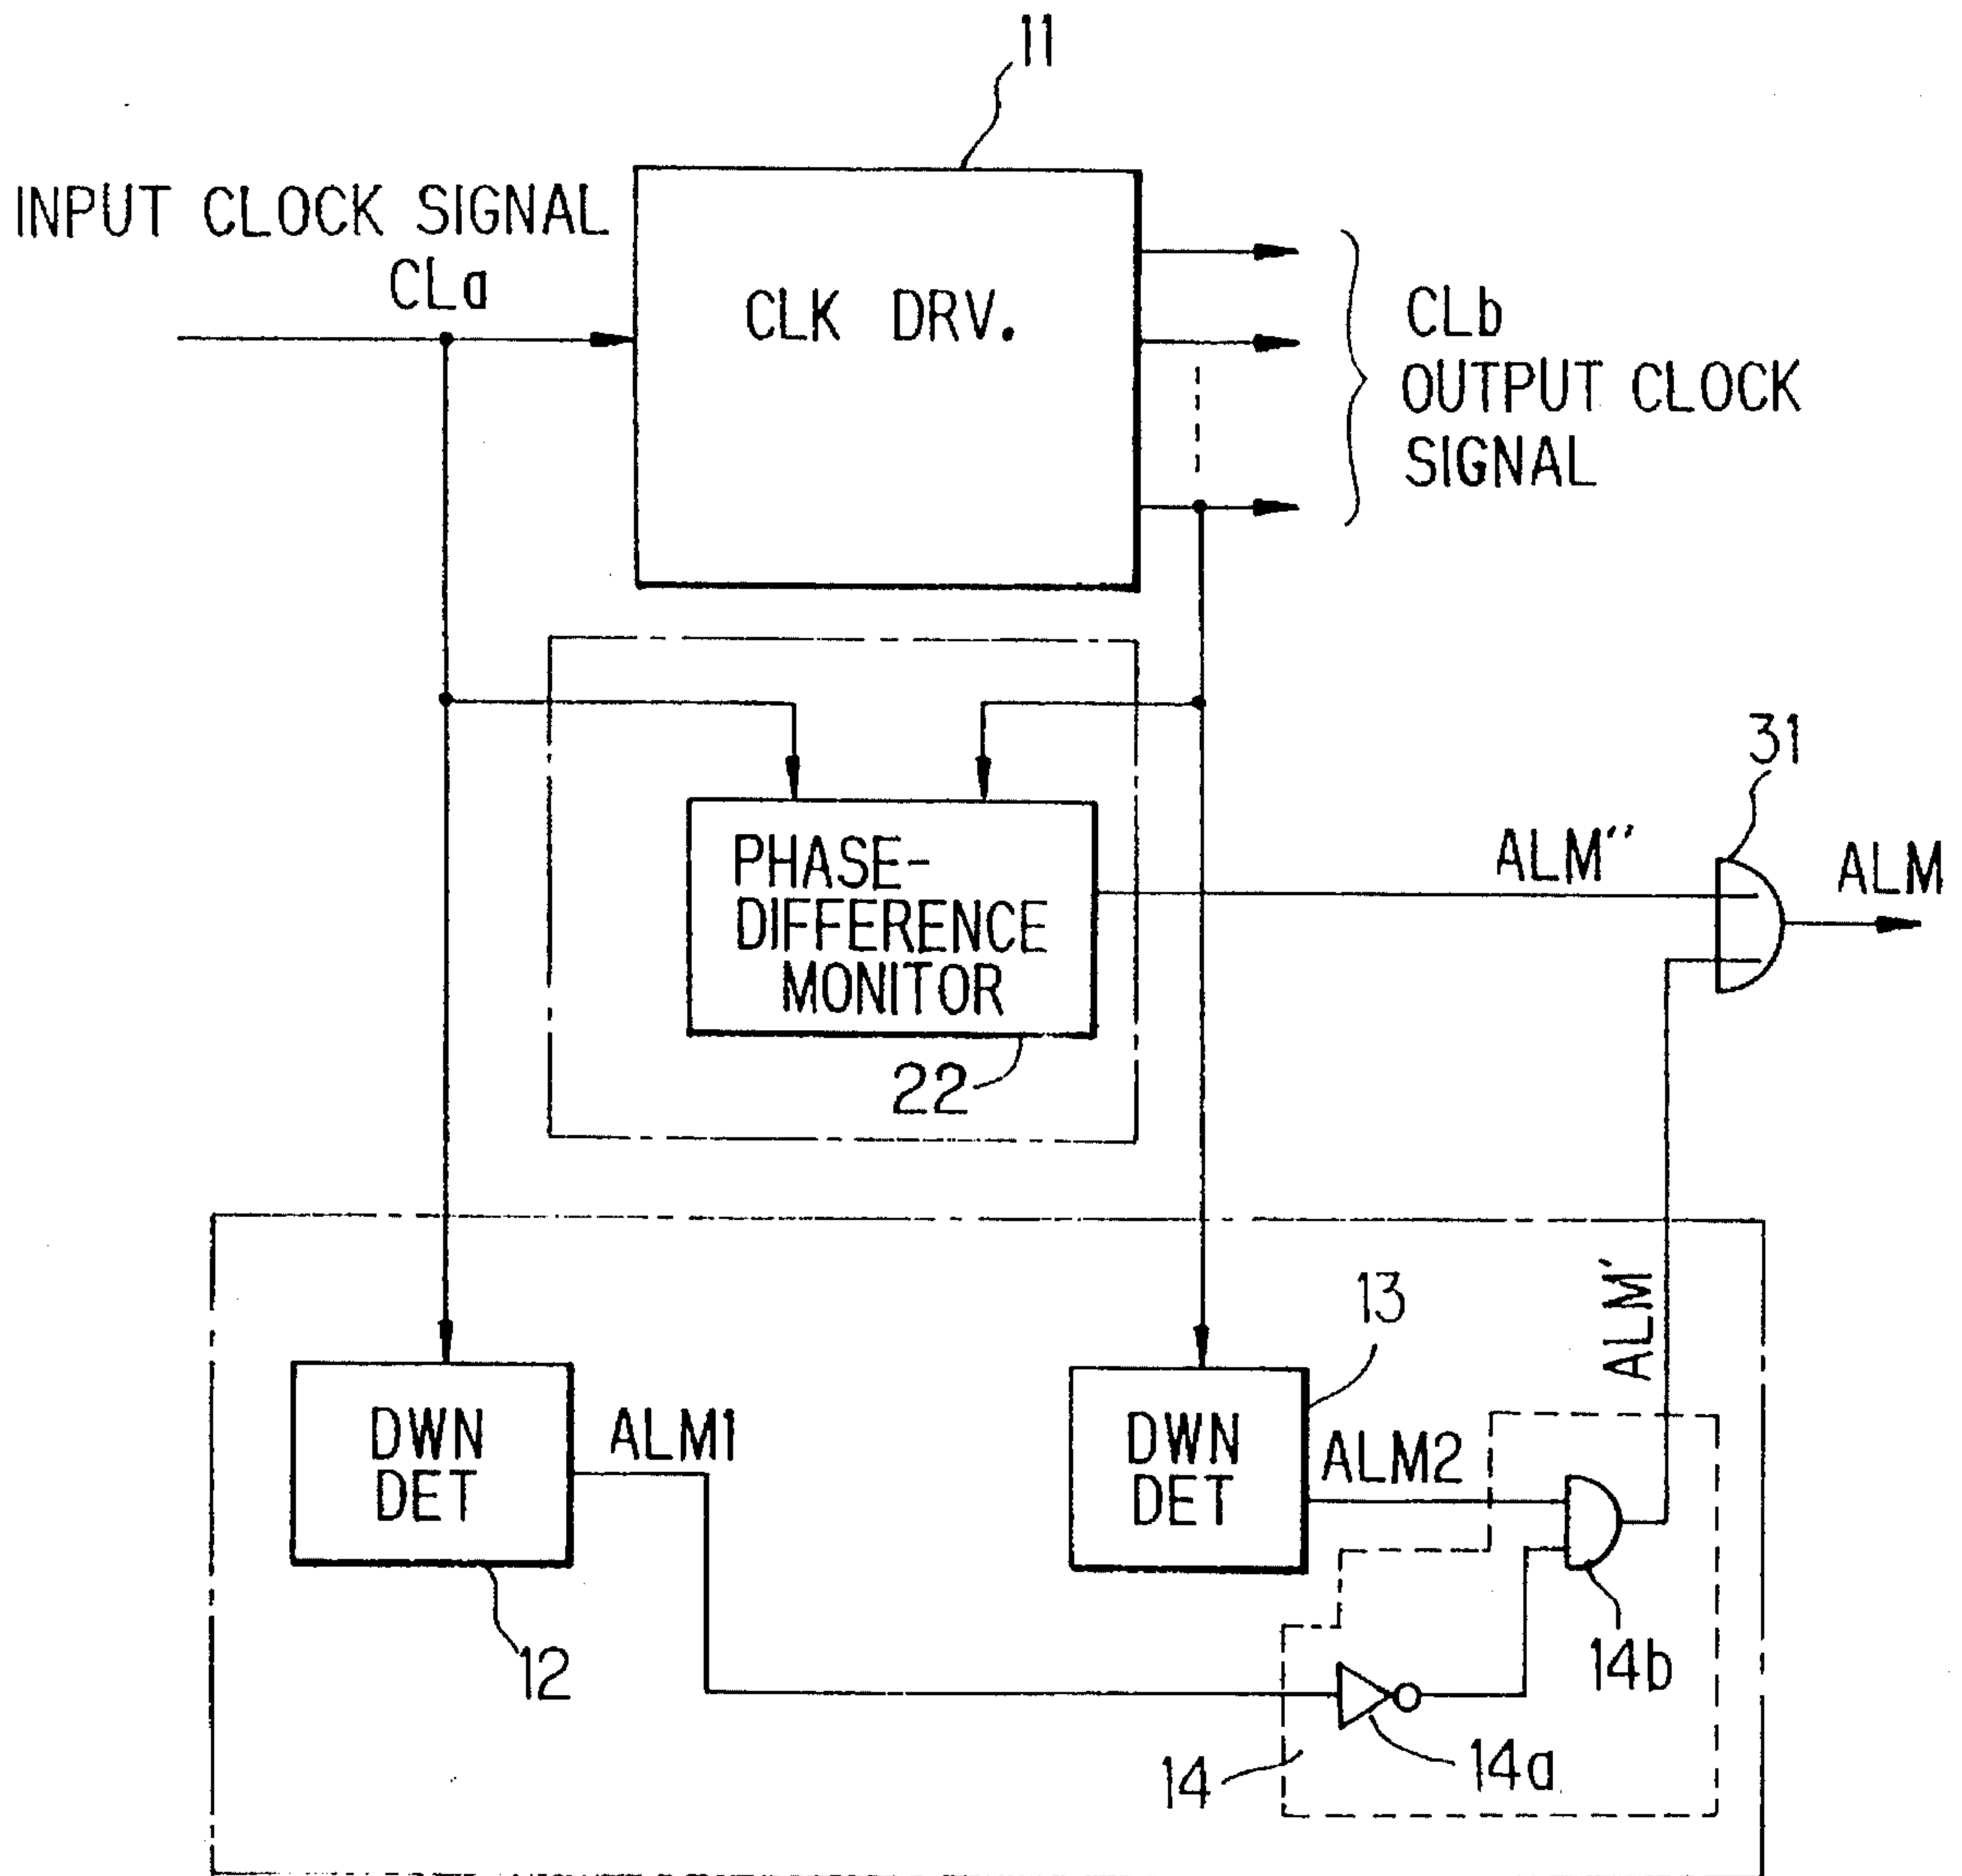 11
INPUT CLOCK SIGNAL
CLa
CLK DRV.
CLb
OUTPUT CLOCK
SIGNAL
31
PHASE-
DIFFERENCE
MONITOR
22
ALM"
ALM
ALM'
13
DWN
DET
ALM1
DWN
DET
ALM2
12
14b
14
14a